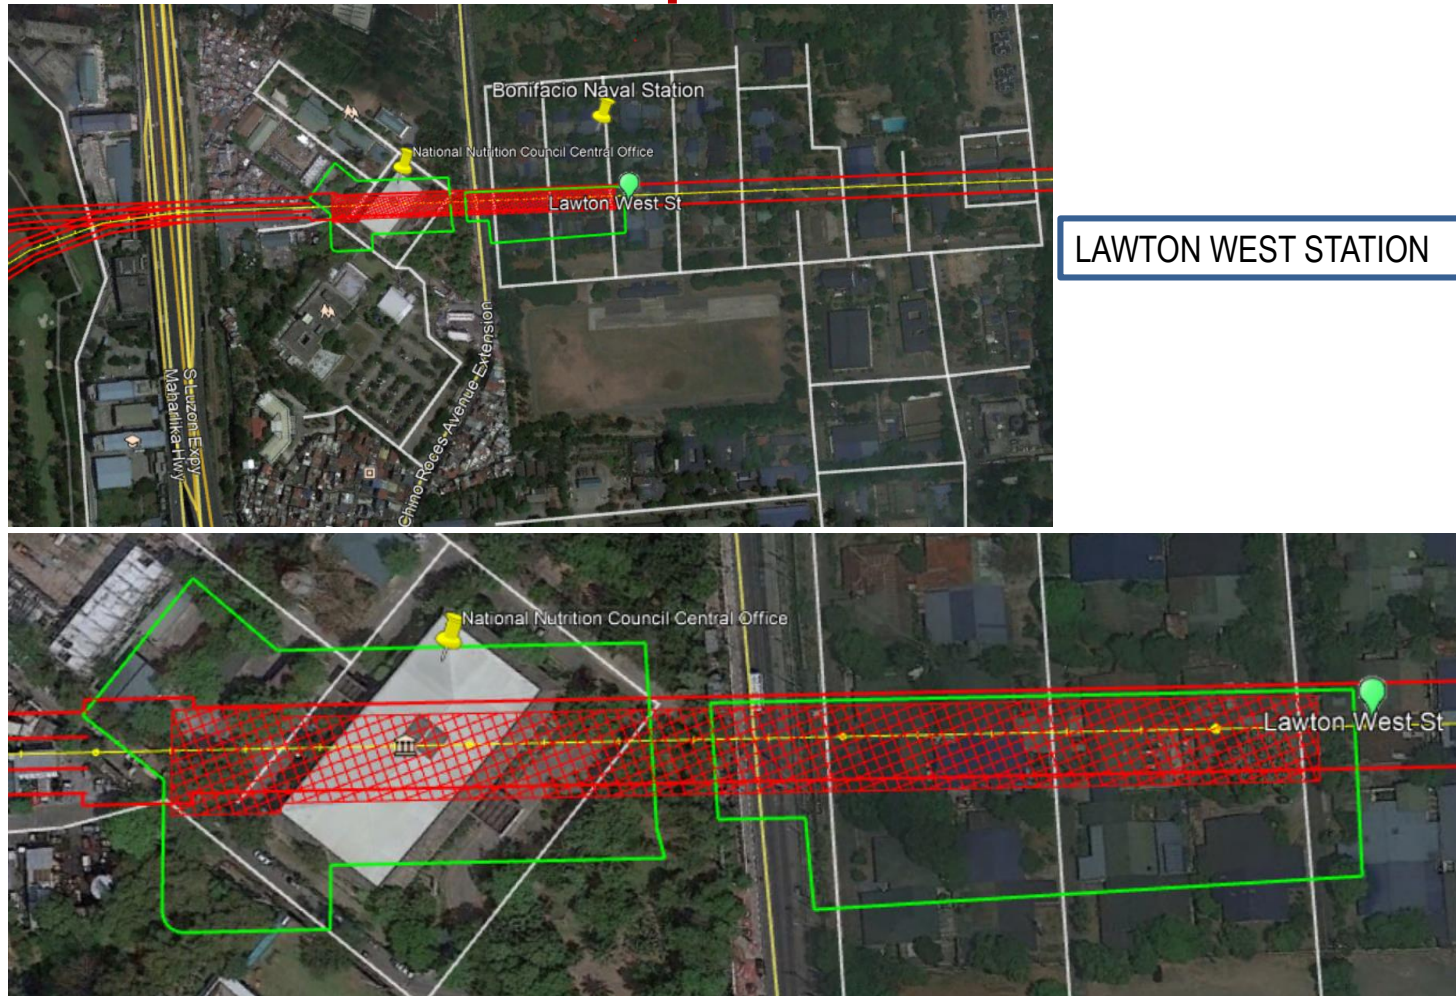 Bonifacio Naval Station
National Nutrition Council Central Office
Lawton West St
LAWTON WEST STATION
S Luzon Expy
Maharlika Hwy
Chino Roces Avenue Extension
National Nutrition Council Central Office
Lawton West St